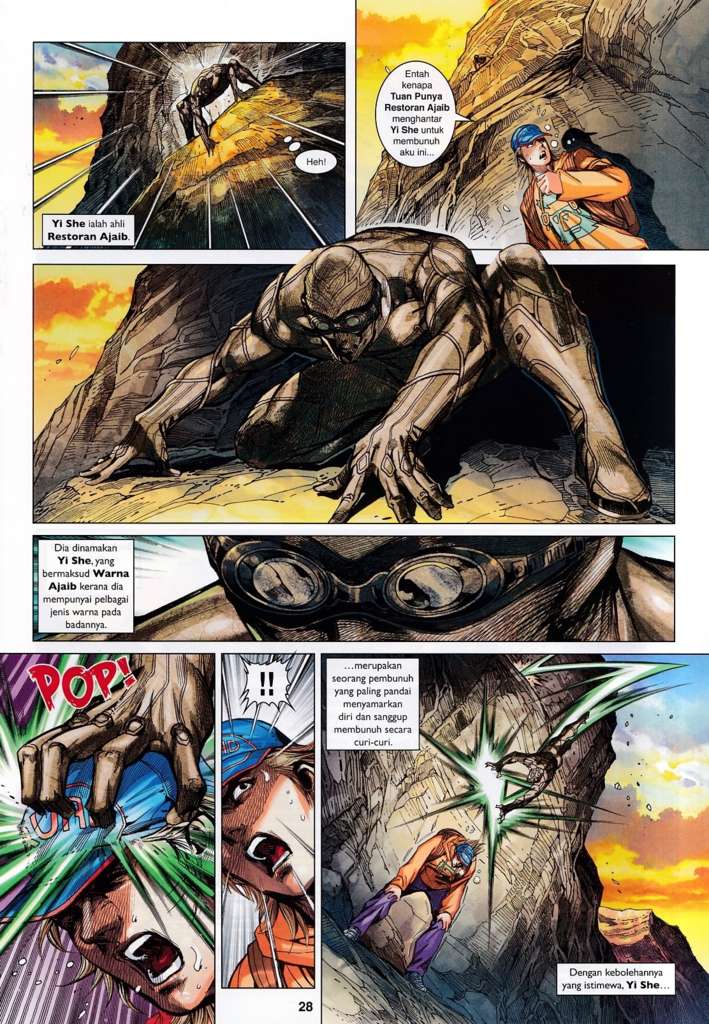 Heh!
Yi She ialah ahli
Restoran Ajaib.
Entah
kenapa
Tuan Punya
Restoran Ajaib
menghantar
Yi She untuk
membunuh
aku ini...
Dia dinamakan
Yi She, yang
bermaksud Warna
Ajaib kerana dia
mempunyai pelbagai
jenis warna pada
badannya.
POP!
!!
...merupakan
seorang pembunuh
yang paling pandai
menyamarkan
diri dan sanggup
membunuh secara
curi-curi.
Dengan kebolehannya
yang istimewa, Yi She...
28